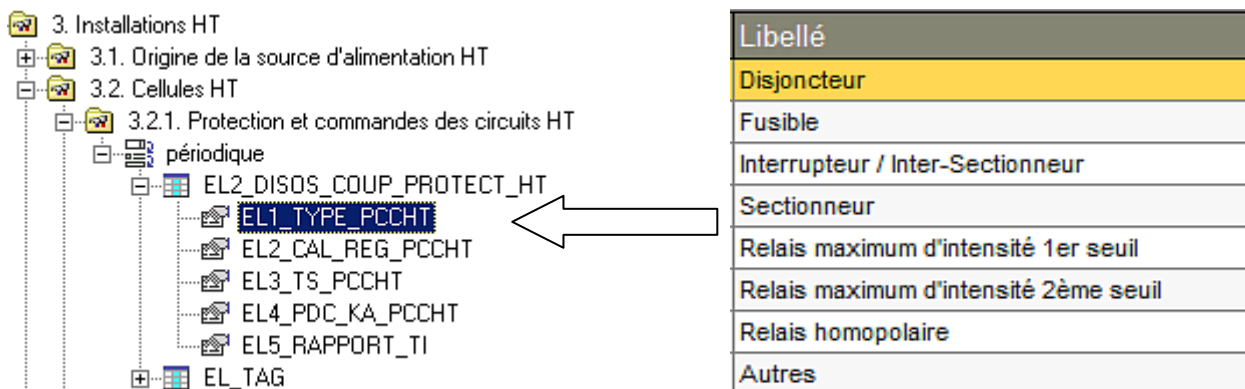 3. Installations HT
3.1. Origine de la source d'alimentation HT
3.2. Cellules HT
3.2.1. Protection et commandes des circuits HT
périodique
EL2_DISOS_COUP_PROTECT_HT
EL1_TYPE_PCCHT
EL2_CAL_REG_PCCHT
EL3_TS_PCCHT
EL4_PDC_KA_PCCHT
EL5_RAPPORT_TI
EL_TAG
Libellé
Disjoncteur
Fusible
Interrupteur / Inter-Sectionneur
Sectionneur
Relais maximum d'intensité 1er seuil
Relais maximum d'intensité 2ème seuil
Relais homopolaire
Autres